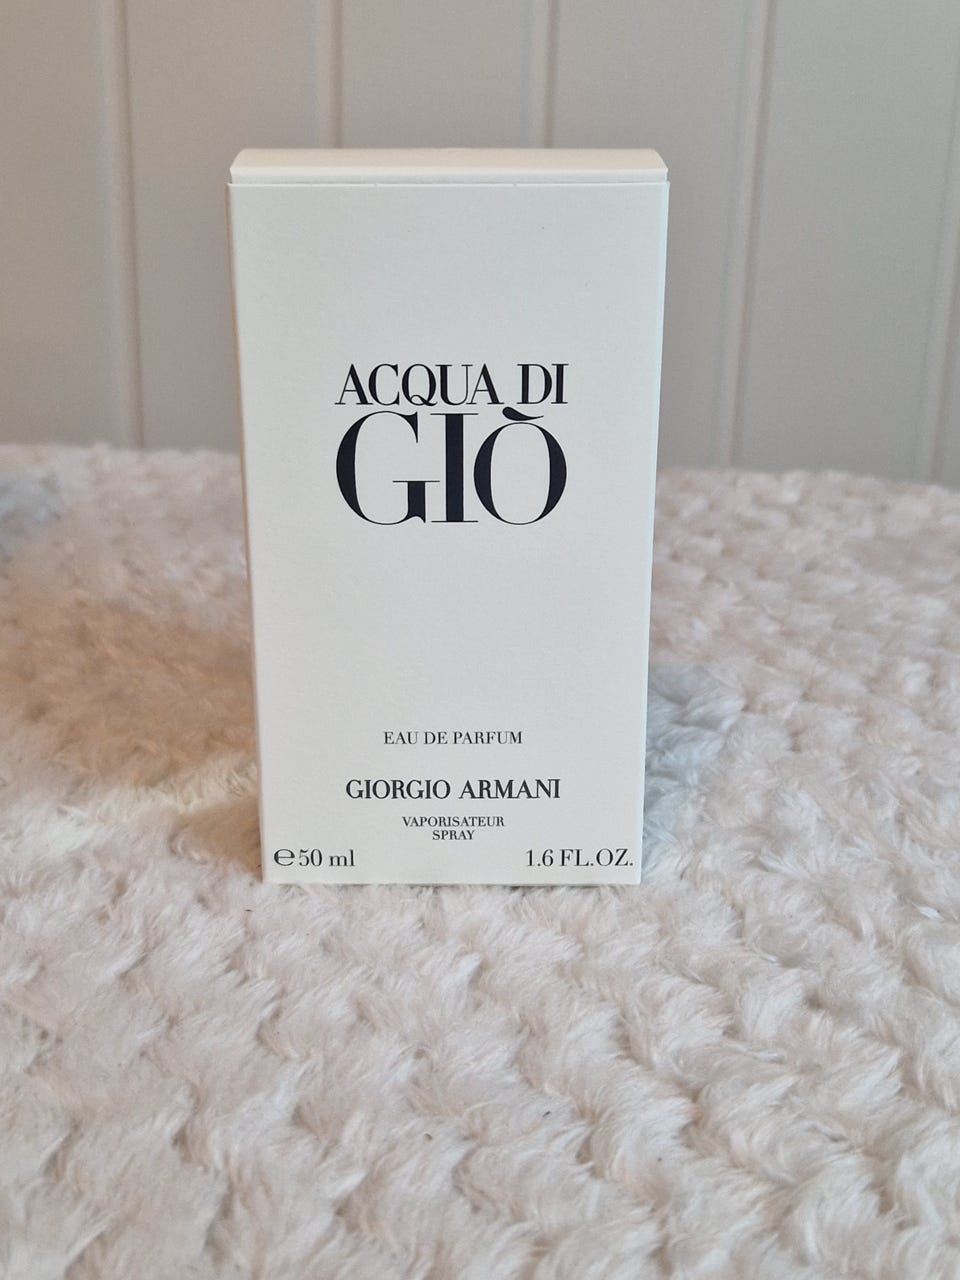 ACQUA DI
GIÒ
EAU DE PARFUM
GIORGIO ARMANI
VAPORISATEUR
SPRAY
℮50 ml 1.6 FL.OZ.